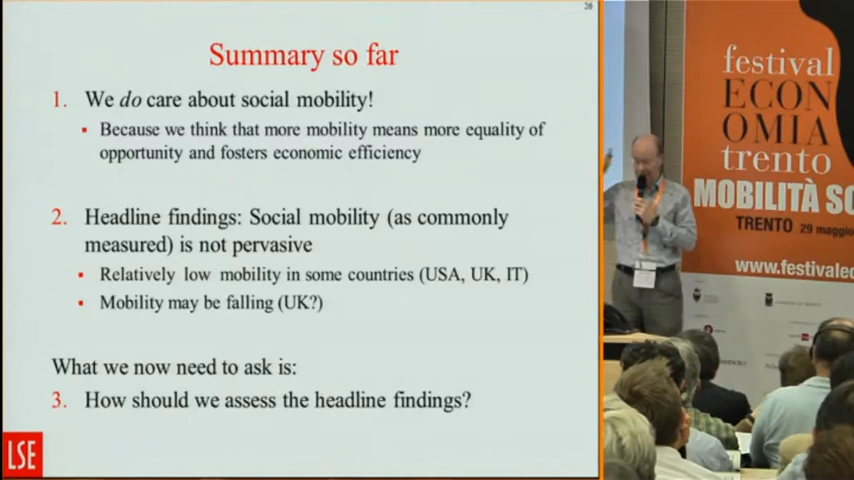 26
Summary so far
1. We do care about social mobility!
▪ Because we think that more mobility means more equality of
opportunity and fosters economic efficiency
2. Headline findings: Social mobility (as commonly
measured) is not pervasive
▪ Relatively low mobility in some countries (USA, UK, IT)
▪ Mobility may be falling (UK?)
What we now need to ask is:
3. How should we assess the headline findings?
LSE
festival
ECON
OMIA
trento
MOBILITÀ SO
TRENTO 29 maggio
www.festivalec